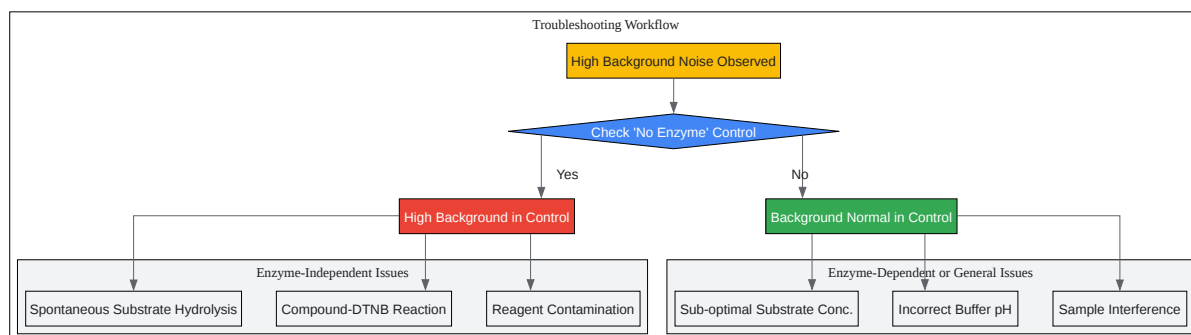 Troubleshooting Workflow
High Background Noise Observed
Check 'No Enzyme' Control
Yes
No
High Background in Control
Background Normal in Control
Enzyme-Independent Issues
Enzyme-Dependent or General Issues
Spontaneous Substrate Hydrolysis
Compound-DTNB Reaction
Reagent Contamination
Sub-optimal Substrate Conc.
Incorrect Buffer pH
Sample Interference